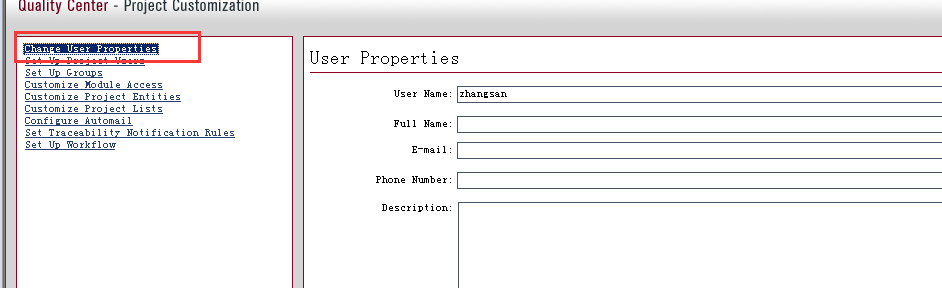 Quality Center - Project Customization
Change User Properties
Set Up Project Users
Set Up Groups
Customize Module Access
Customize Project Entities
Customize Project Lists
Configure Automail
Set Traceability Notification Rules
Set Up Workflow
User Properties
User Name: zhangsan
Full Name:
E-mail:
Phone Number:
Description: